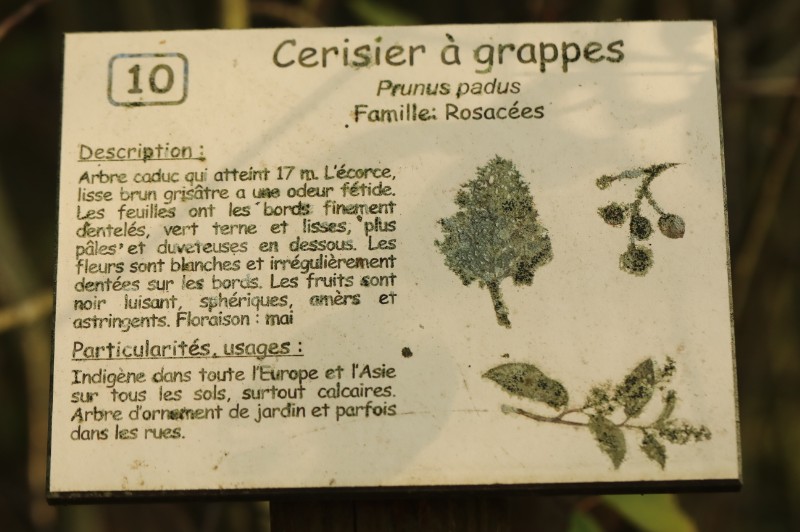 10
Cerisier à grappes
Prunus padus
Famille: Rosacées
Description :
Arbre caduc qui atteint 17 m. L'écorce,
lisse brun grisâtre a une odeur fétide.
Les feuilles ont les bords finement
dentelés, vert terne et lisses, plus
pâles et duveteuses en dessous. Les
fleurs sont blanches et irrégulièrement
dentées sur les bords. Les fruits sont
noir luisant, sphériques, amèrs et
astringents. Floraison : mai
Particularités, usages :
Indigène dans toute l'Europe et l'Asie
sur tous les sols, surtout calcaires.
Arbre d'ornement de jardin et parfois
dans les rues.